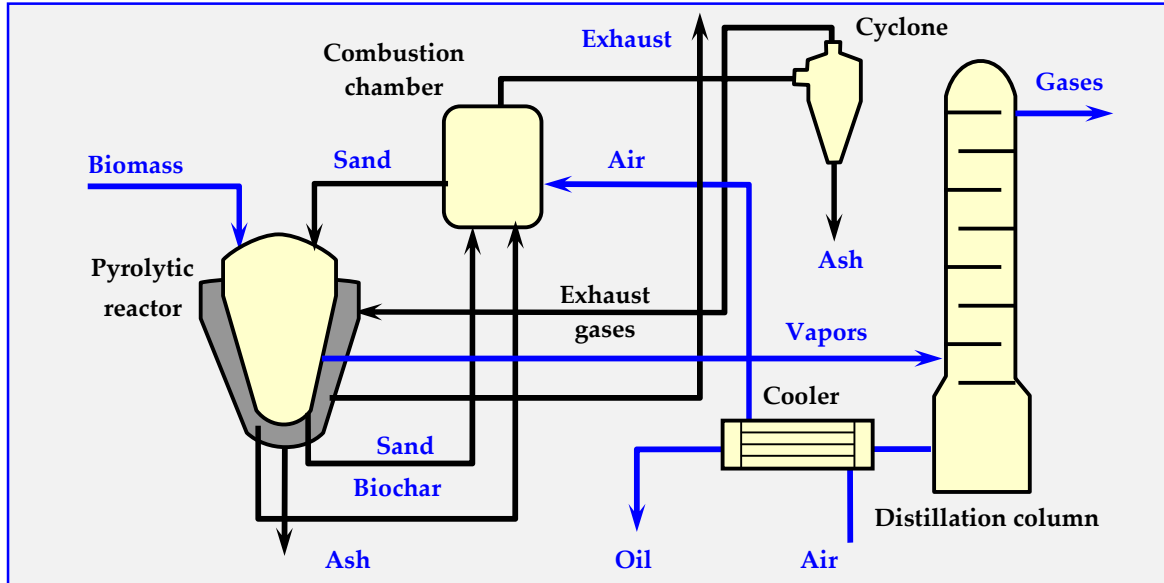 Exhaust
Cyclone
Combustion
chamber
Gases
Biomass
Sand
Air
Pyrolytic
reactor
Ash
Exhaust
gases
Vapors
Cooler
Sand
Biochar
Distillation column
Ash
Oil
Air